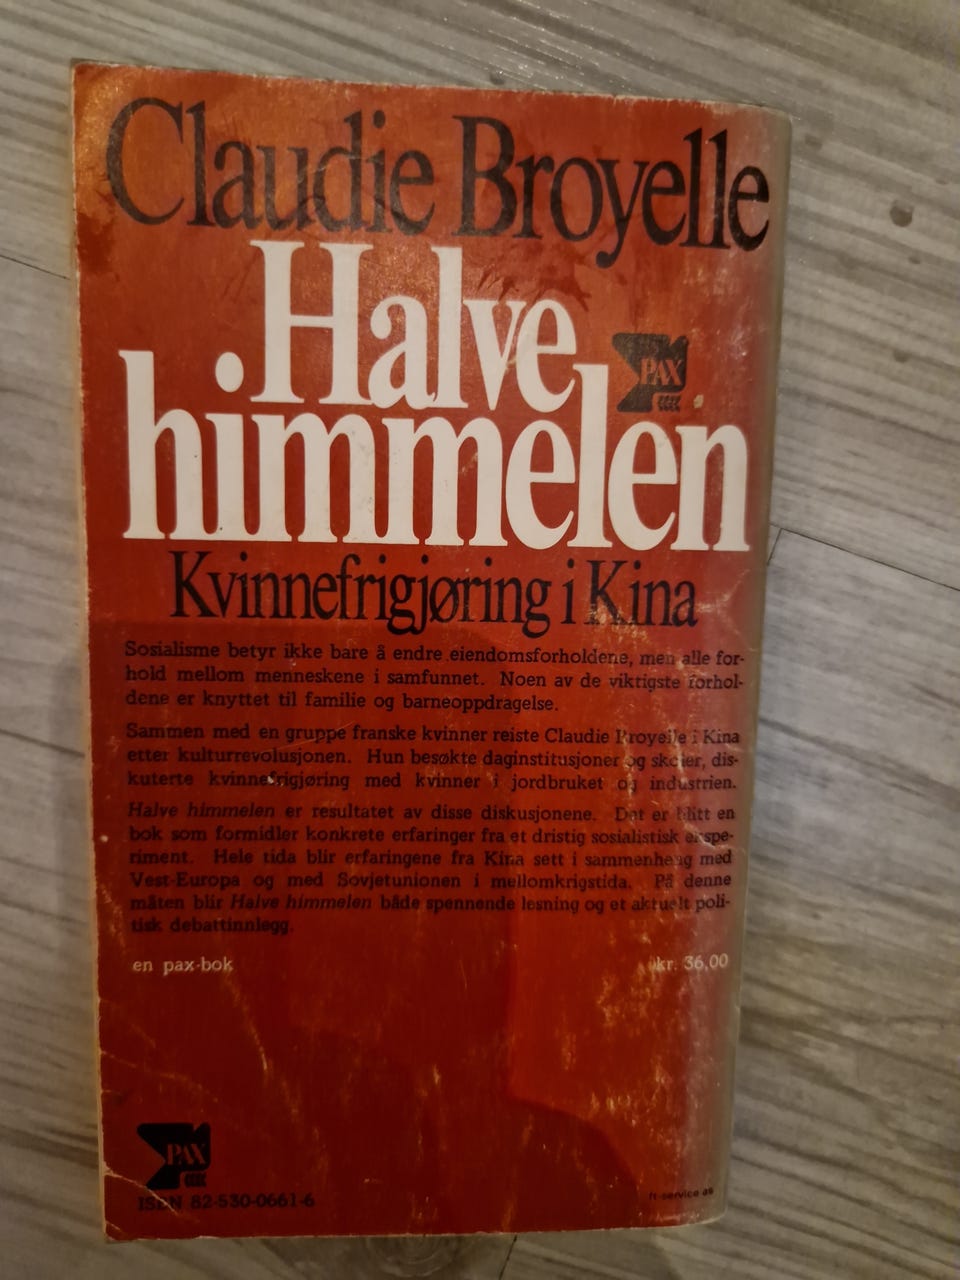 Claudie Broyelle
Halve
PAX
himmelen
Kvinnefrigjøring i Kina
Sosialisme betyr ikke bare å endre eiendomsforholdene, men alle for-
hold mellom menneskene i samfunnet. Noen av de viktigste forhol-
dene er knyttet til familie og barneoppdragelse.
Sammen med en gruppe franske kvinner reiste Claudie Broyelle i Kina
etter kulturrevolusjonen. Hun besøkte daginstitusjoner og skoler, dis-
kuterte kvinnefrigjøring med kvinner i jordbruket og industrien.
Halve himmelen er resultatet av disse diskusjonene. Det er blitt en
bok som formidler konkrete erfaringer fra et dristig sosialistisk ekspe-
riment. Hele tida blir erfaringene fra Kina sett i sammenheng med
Vest-Europa og med Sovjetunionen i mellomkrigstida. På denne
måten blir Halve himmelen både spennende lesning og et aktuelt poli-
tisk debattinnlegg.
en pax-bok kr. 36,00
PAX
ISBN 82-530-0661-6
ft-service as